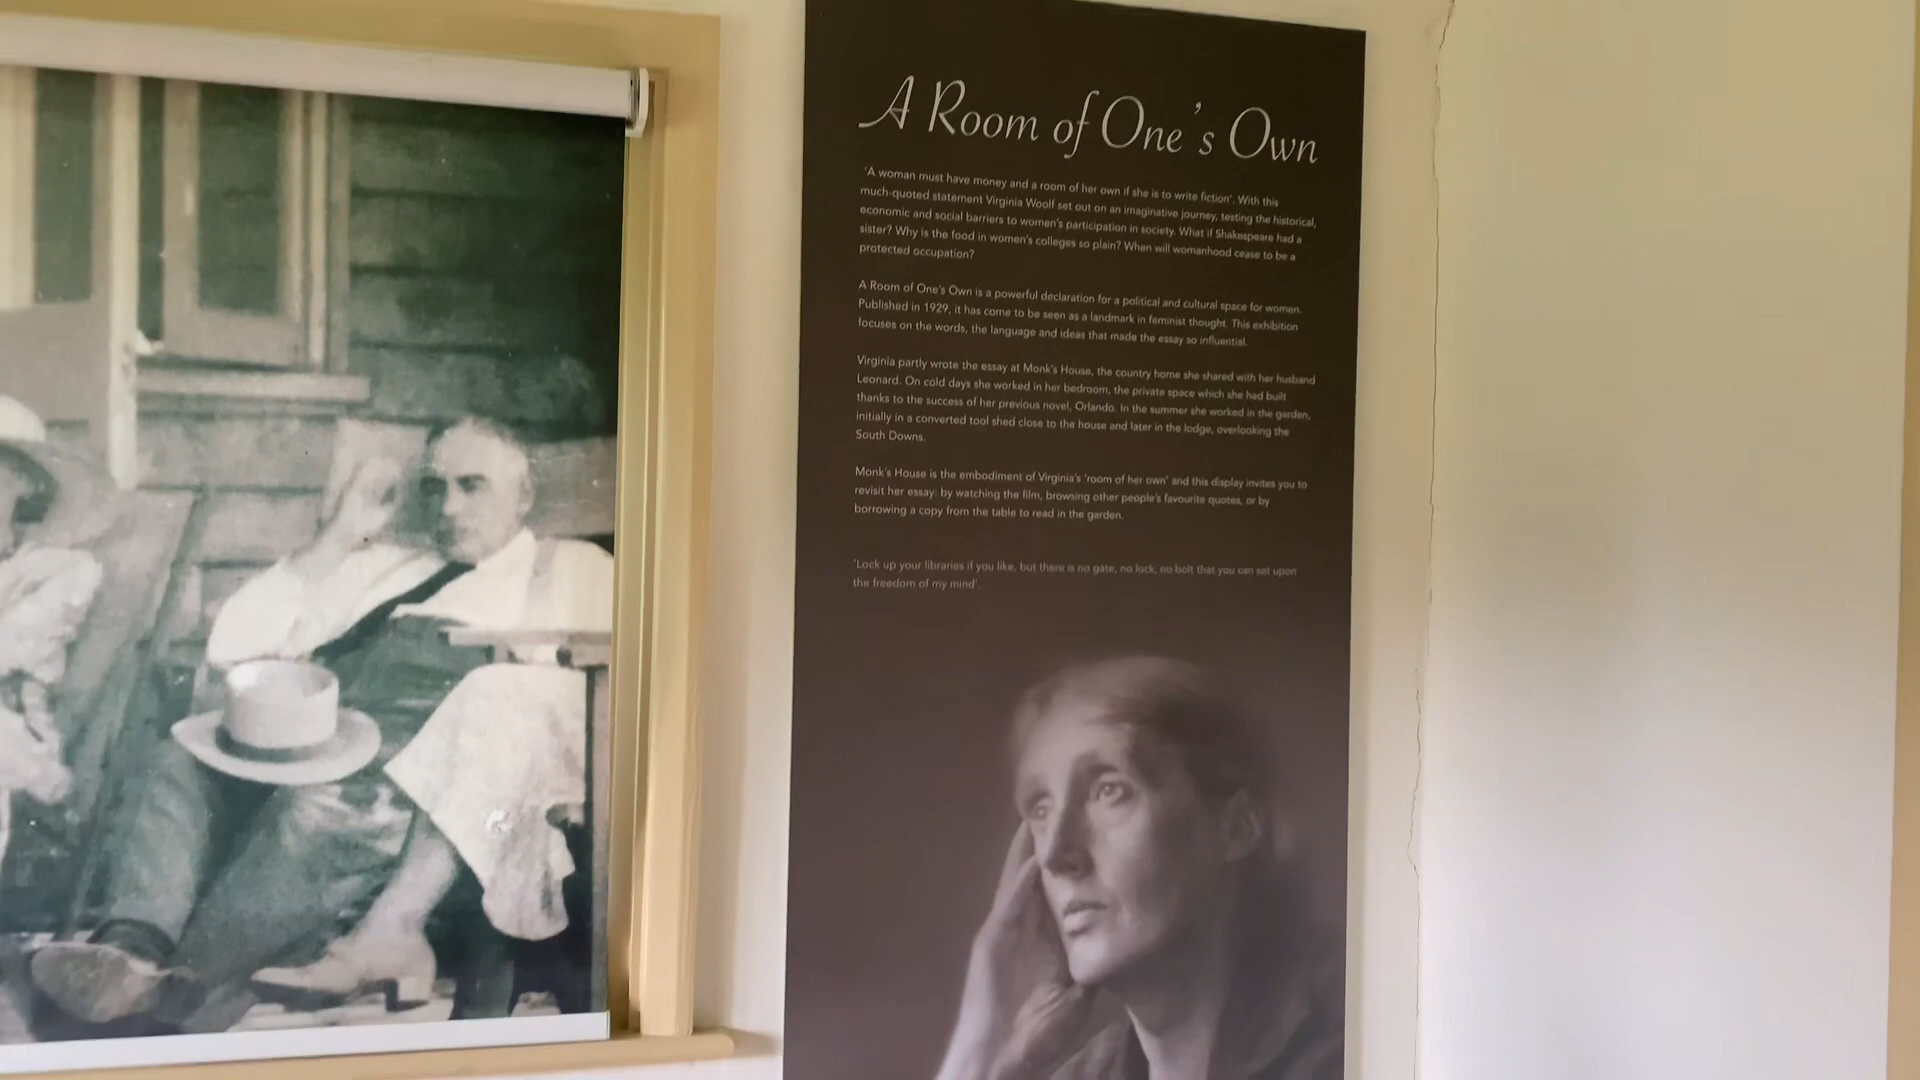 A Room of One's Own
'A woman must have money and a room of her own if she is to write fiction'. With this
much-quoted statement Virginia Woolf set out on an imaginative journey, testing the historical,
economic and social barriers to women's participation in society. What if Shakespeare had a
sister? Why is the food in women's colleges so plain? When will womanhood cease to be a
protected occupation?
A Room of One's Own is a powerful declaration for a political and cultural space for women.
Published in 1929, it has come to be seen as a landmark in feminist thought. This exhibition
focuses on the words, the language and ideas that made the essay so influential.
Virginia partly wrote the essay at Monk's House, the country home she shared with her husband
Leonard. On cold days she worked in her bedroom, the private space which she had built
thanks to the success of her previous novel, Orlando. In the summer she worked in the garden,
initially in a converted tool shed close to the house and later in the lodge, overlooking the
South Downs.
Monk's House is the embodiment of Virginia's 'room of her own' and this display invites you to
revisit her essay: by watching the film, browsing other people's favourite quotes, or by
borrowing a copy from the table to read in the garden.
'Lock up your libraries if you like, but there is no gate, no lock, no bolt that you can set upon
the freedom of my mind'.